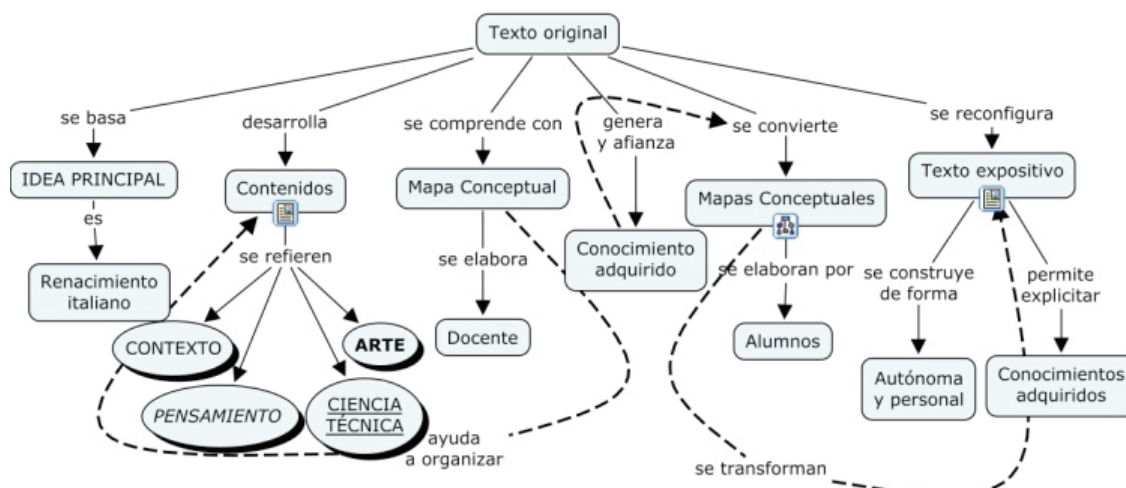 Texto original
se basa
desarrolla
se comprende con
genera
y afianza
se convierte
se reconfigura
IDEA PRINCIPAL
Contenidos
Mapa Conceptual
Mapas Conceptuales
Texto expositivo
es
se refieren
se elabora
Conocimiento
adquirido
se elaboran por
se construye
de forma
permite
explicitar
Renacimiento
italiano
CONTEXTO
ARTE
Docente
Alumnos
PENSAMIENTO
CIENCIA
TÉCNICA
Autónoma
y personal
Conocimientos
adquiridos
ayuda
a organizar
se transforman